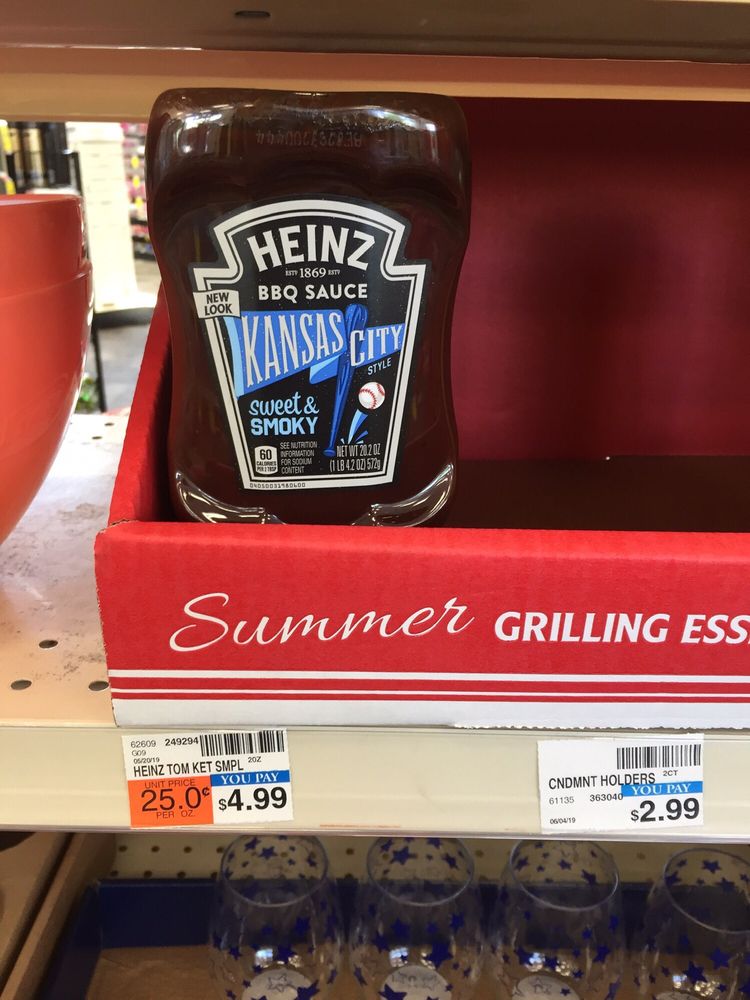 HEINZ
ESTD 1869 ESTD
BBQ SAUCE
NEW
LOOK
KANSAS CITY
STYLE
sweet &
SMOKY
60
CALORIES
PER 2 TBSP
SEE NUTRITION
INFORMATION
FOR SODIUM
CONTENT
NET WT 20.2 OZ
(1 LB 4.2 OZ) 572g
Summer GRILLING ESS
62609 249294
G09
05/20/19
HEINZ TOM KET SMPL 2OZ
UNIT PRICE
25.0¢
PER OZ.
YOU PAY
$4.99
CNDMNT HOLDERS 2CT
61135 363040
YOU PAY
$2.99
06/04/19